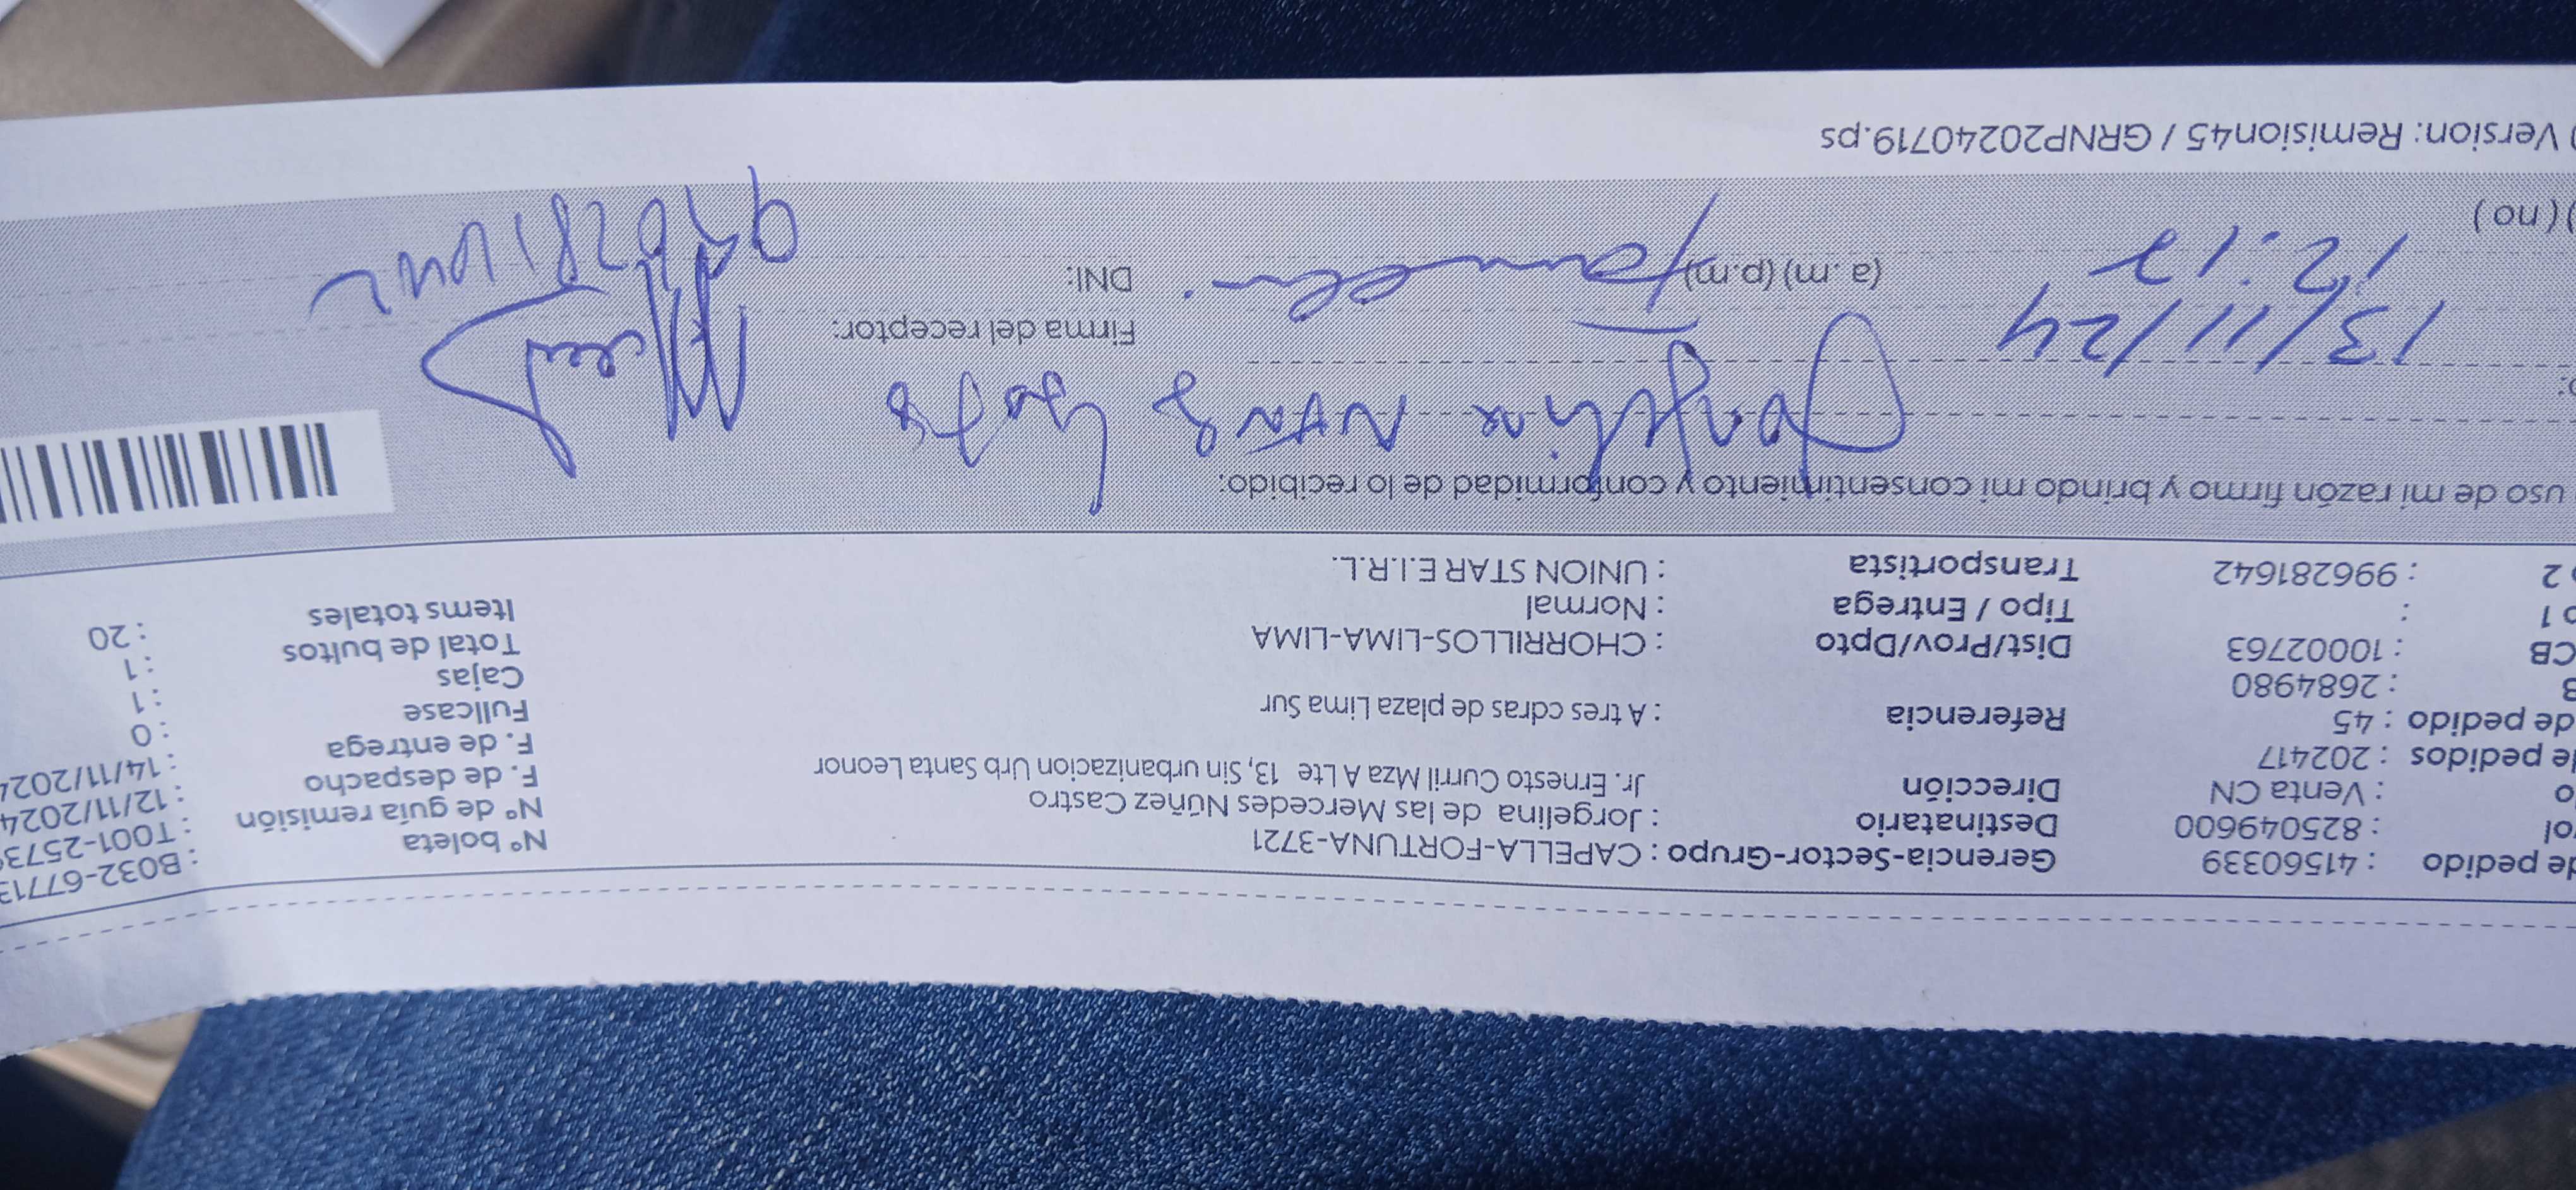 de pedido : 41560339 Gerencia-Sector-Grupo : CAPELLA-FORTUNA-3721 N° boleta : B032-6771
ol : 825049600 Destinatario : Jorgelina de las Mercedes Núñez Castro N° de guía remisión : T001-2573
o : Venta CN Dirección Jr. Ernesto Curril Mza A Lte 13, Sin urbanizacion Urb Santa Leonor F. de despacho : 12/11/2024
de pedidos : 202417 F. de entrega : 14/11/2024
de pedido : 45 Referencia : A tres cdras de plaza Lima Sur Fullcase : 0
: 2684980 Cajas : 1
CB : 10002763 Dist/Prov/Dpto : CHORRILLOS-LIMA-LIMA Total de bultos : 1
o 1 : Tipo / Entrega : Normal Items totales : 20
o 2 : 996281642 Transportista : UNION STAR E.I.R.L.
uso de mi razón firmo y brindo mi consentimiento y conformidad de lo recibido:
Jorgelina
13/11/24 Firma del receptor:
12:17 (a. m) (p.m) DNI:
) ( no )
Version: Remision45 / GRNP20240719.ps